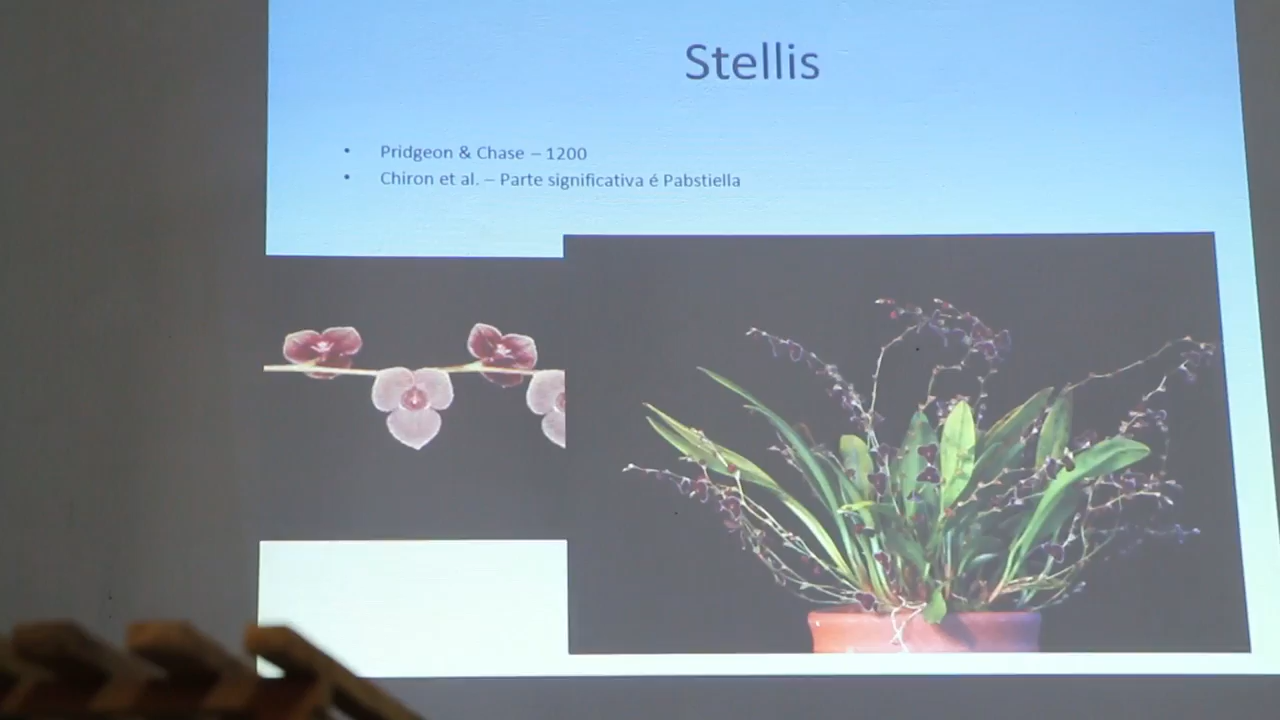 Stellis
• Pridgeon & Chase – 1200
• Chiron et al. – Parte significativa é Pabstiella